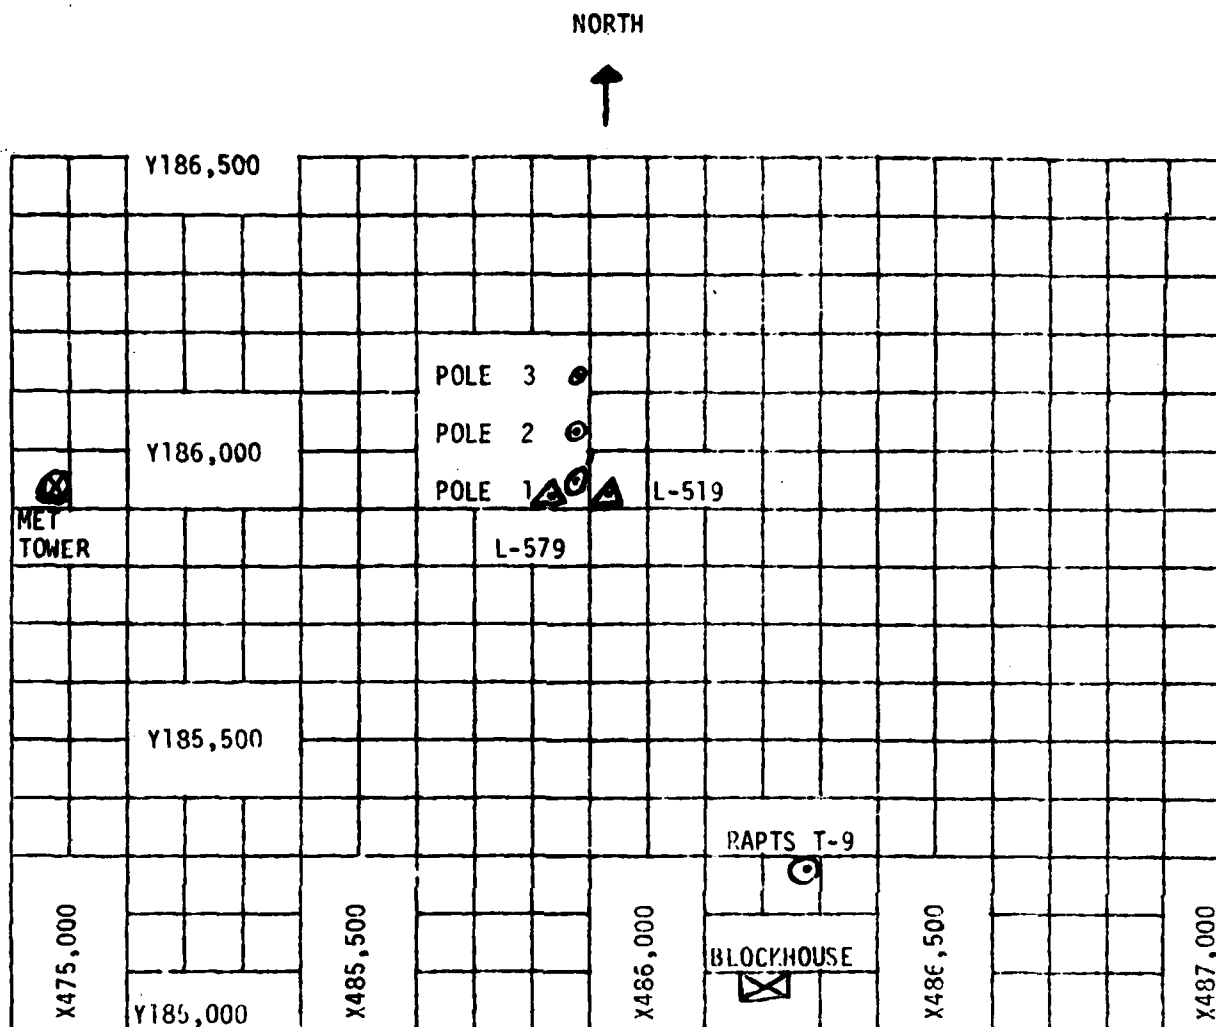 NORTH
Y186,500
POLE 3
POLE 2
Y186,000
POLE 1
L-519
MET
TOWER
L-579
Y185,500
RAPTS T-9
BLOCKHOUSE
X475,000
X485,500
X486,000
X486,500
X487,000
Y185,000